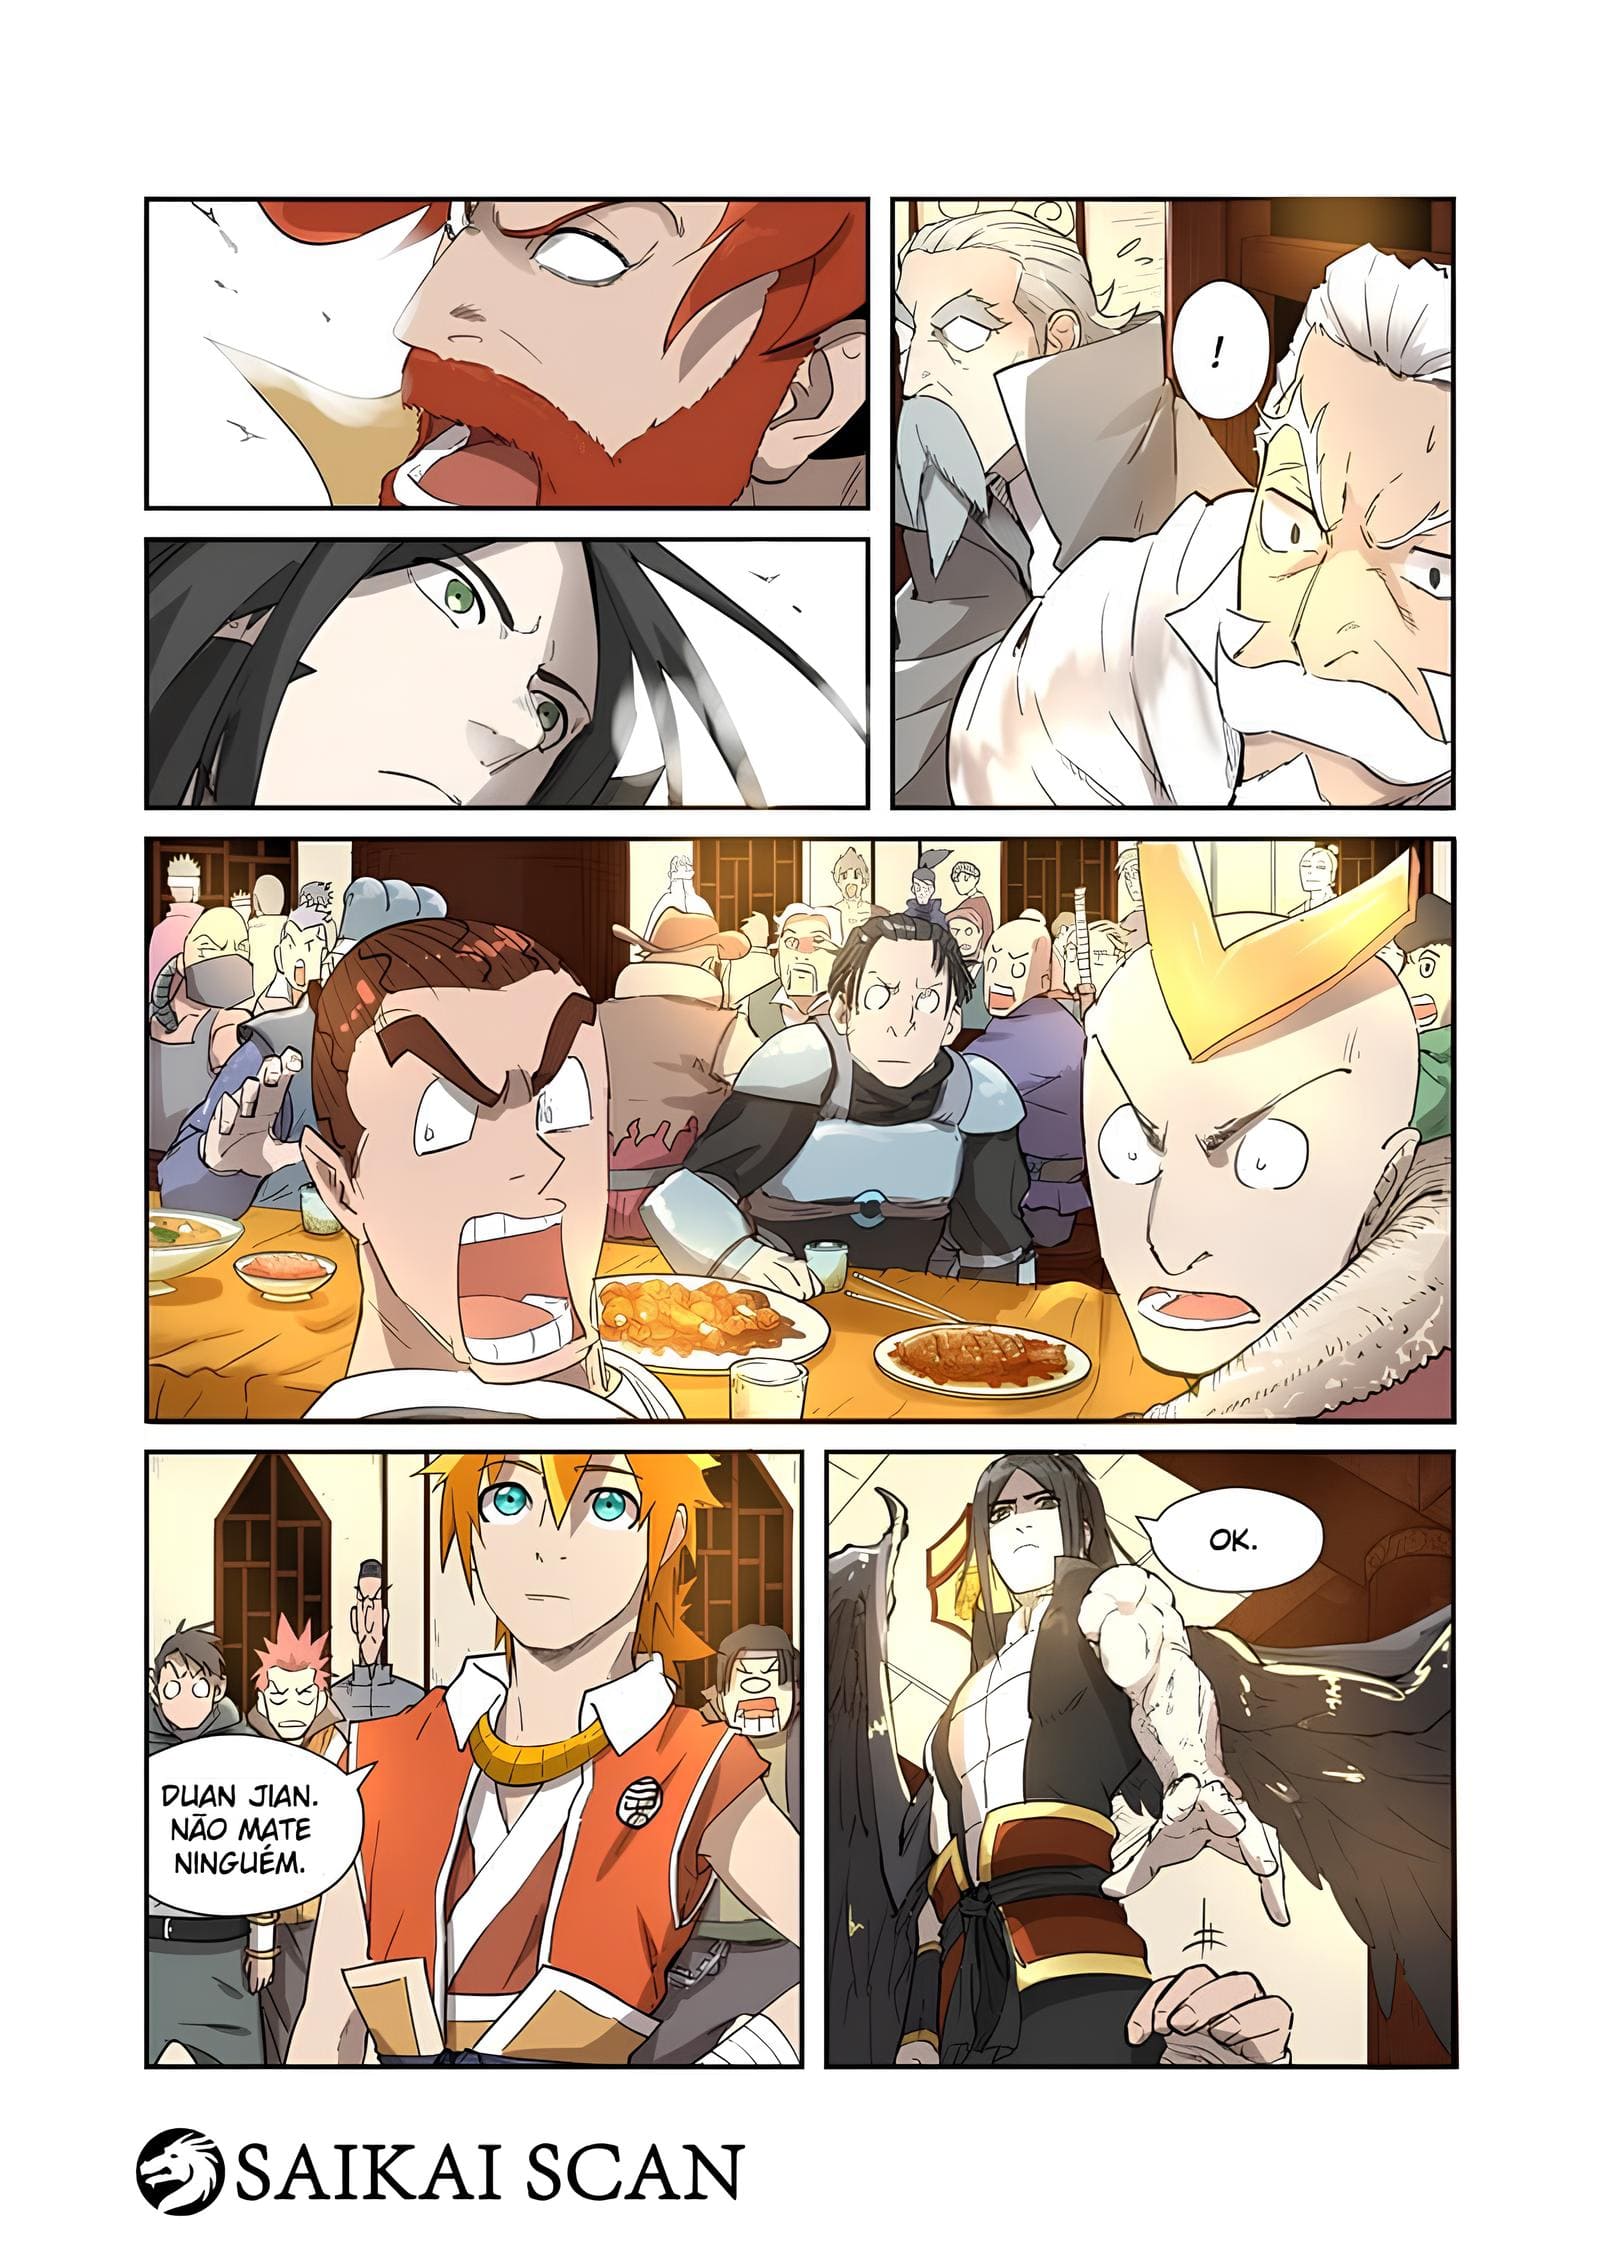 !
DUAN JIAN.
NÃO MATE
NINGUÉM.
OK.
SAIKAI SCAN